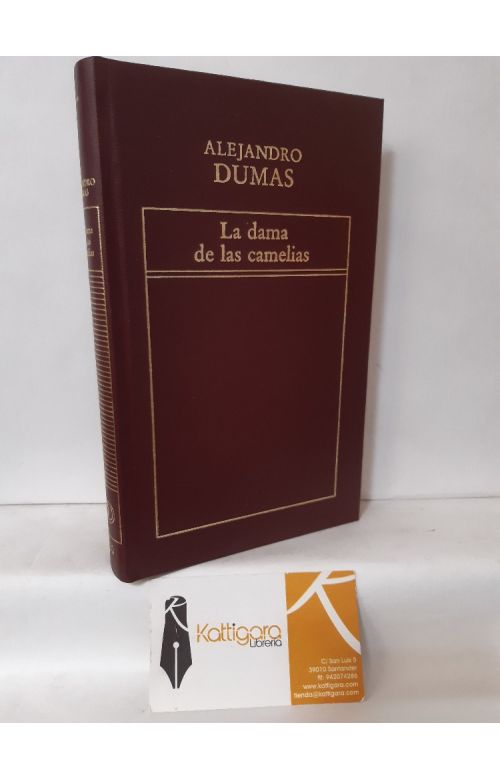 ALEJANDRO
DUMAS
La dama
de las camelias
Kattigara
Librería
C/ San Luis 5
39010 Santander
tlf: 942074286
www.kattigara.com
tienda@kattigara.com